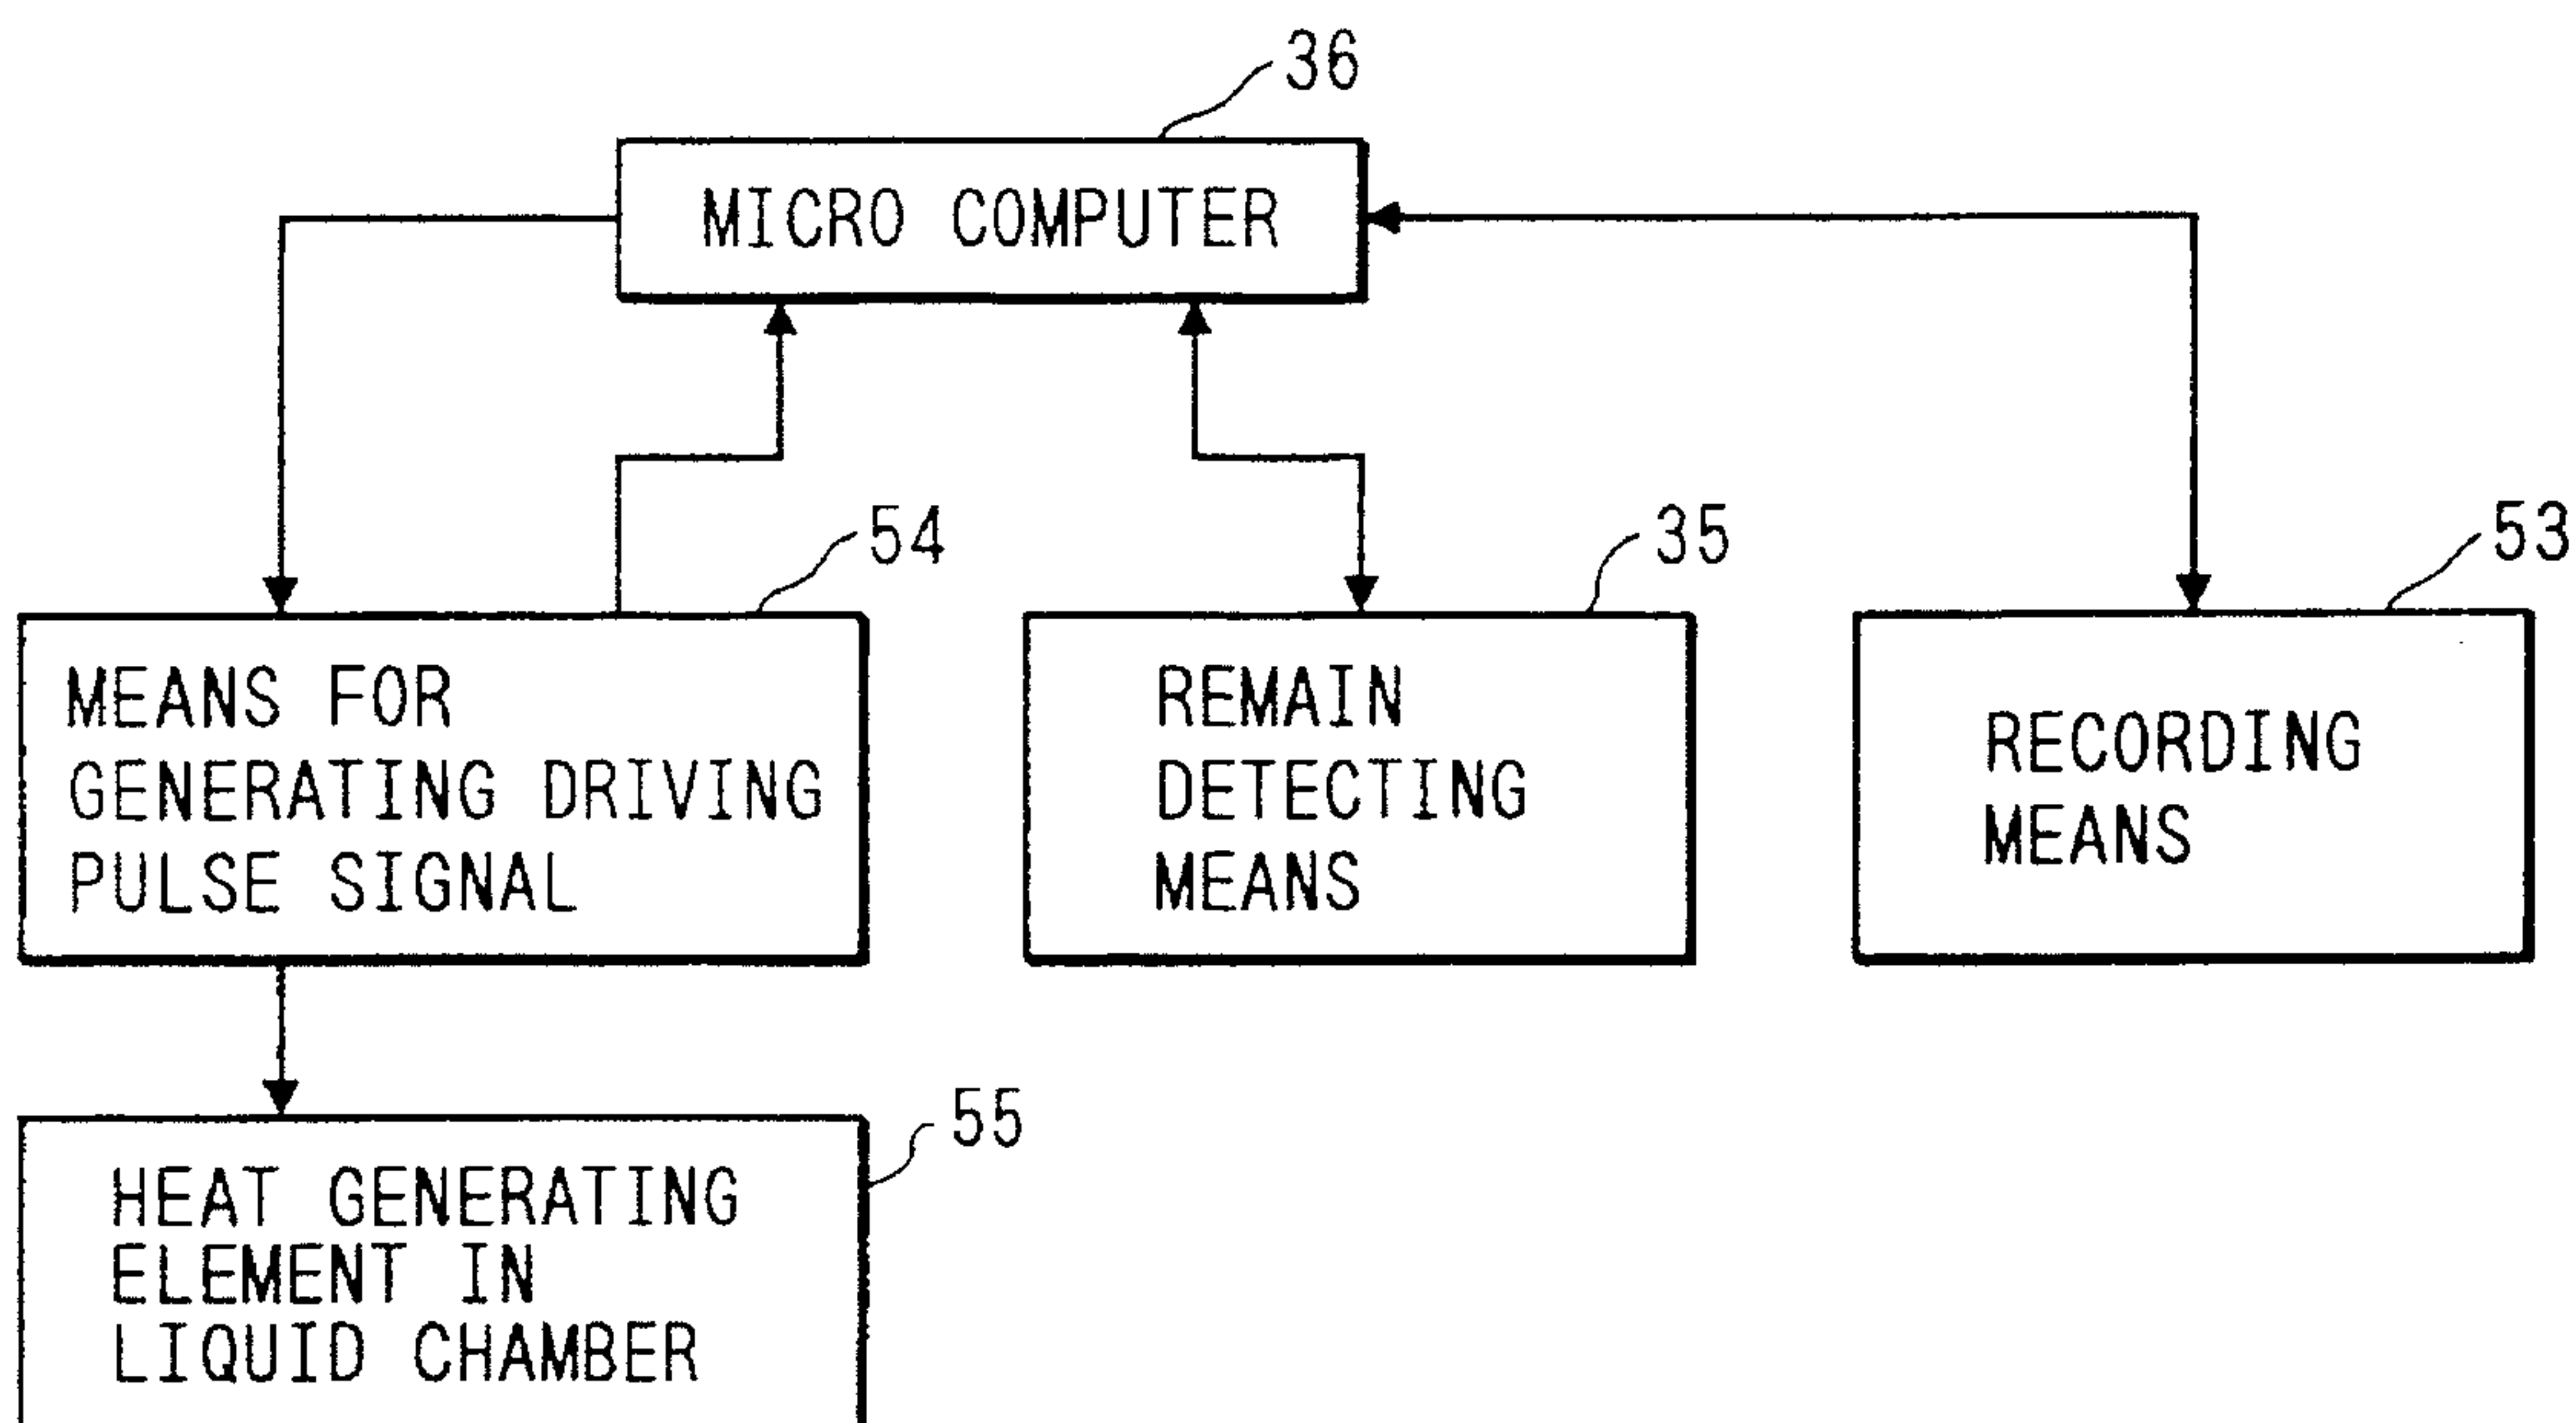 36
MICRO COMPUTER
54
MEANS FOR
GENERATING DRIVING
PULSE SIGNAL
35
REMAIN
DETECTING
MEANS
53
RECORDING
MEANS
55
HEAT GENERATING
ELEMENT IN
LIQUID CHAMBER